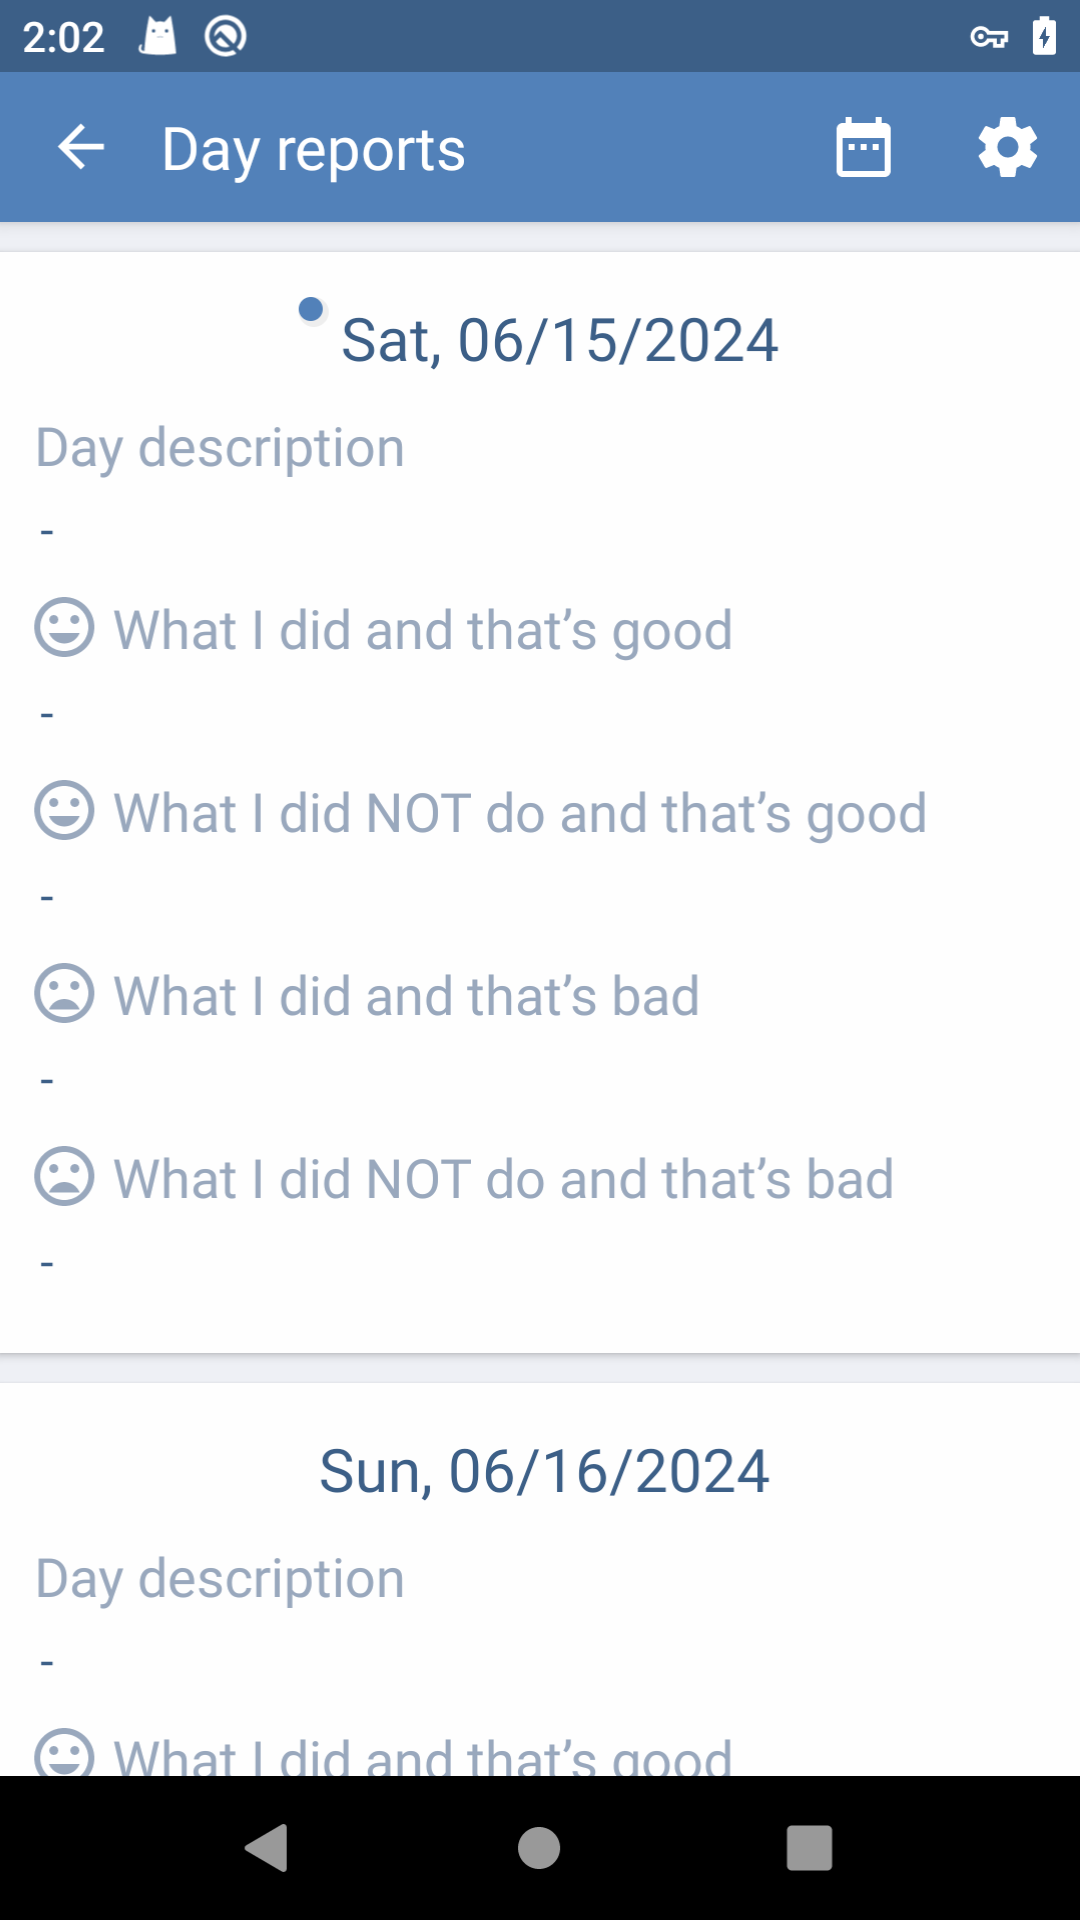 2:02
Day reports
Sat, 06/15/2024
Day description
-
What I did and that’s good
-
What I did NOT do and that’s good
-
What I did and that’s bad
-
What I did NOT do and that’s bad
-
Sun, 06/16/2024
Day description
-
What I did and that’s good